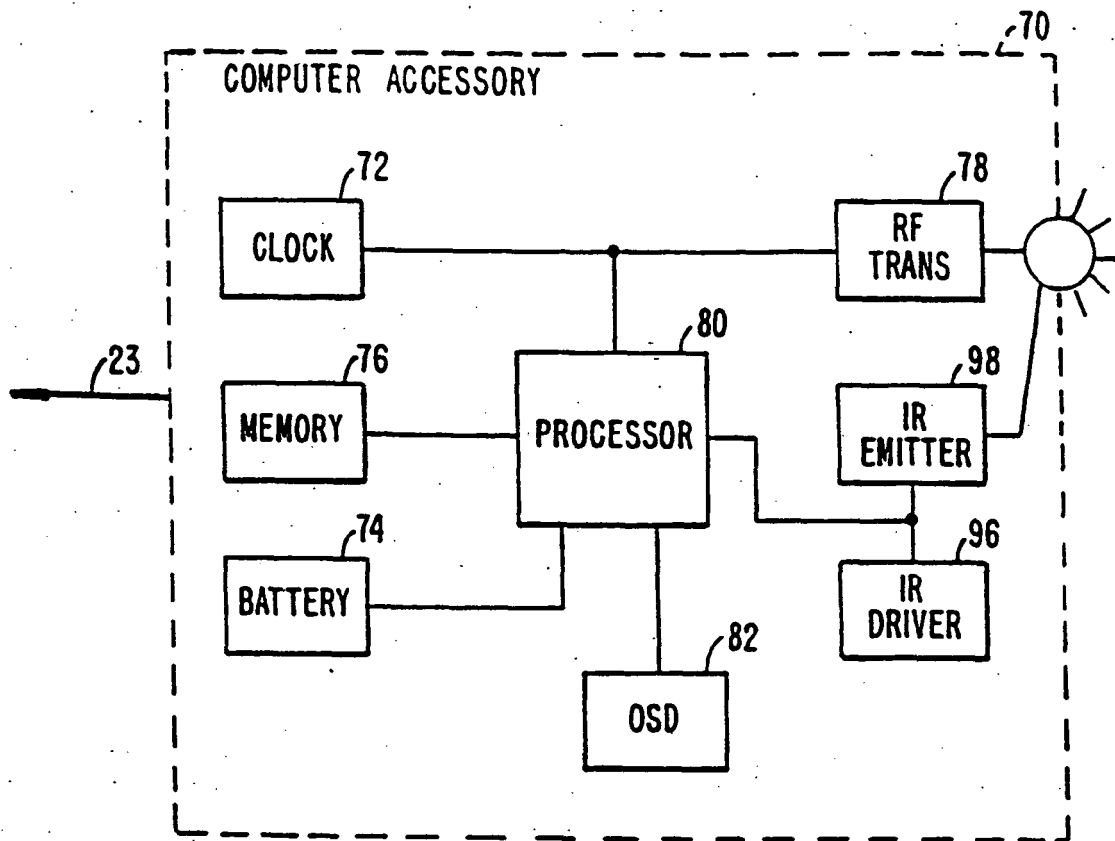 70
COMPUTER ACCESSORY
72
CLOCK
78
RF
TRANS
80
23
76
MEMORY
PROCESSOR
98
IR
EMITTER
74
BATTERY
96
IR
DRIVER
82
OSD